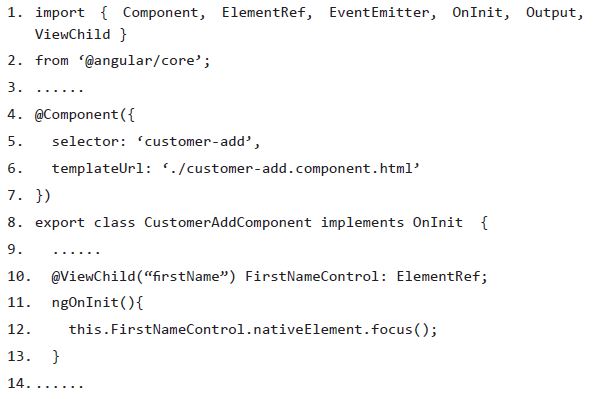 1. import { Component, ElementRef, EventEmitter, OnInit, Output,
ViewChild }
2. from ‘@angular/core’;
3. ......
4. @Component({
5. selector: ‘customer-add’,
6. templateUrl: ‘./customer-add.component.html’
7. })
8. export class CustomerAddComponent implements OnInit {
9. ......
10. @ViewChild(“firstName”) FirstNameControl: ElementRef;
11. ngOnInit(){
12. this.FirstNameControl.nativeElement.focus();
13. }
14.......